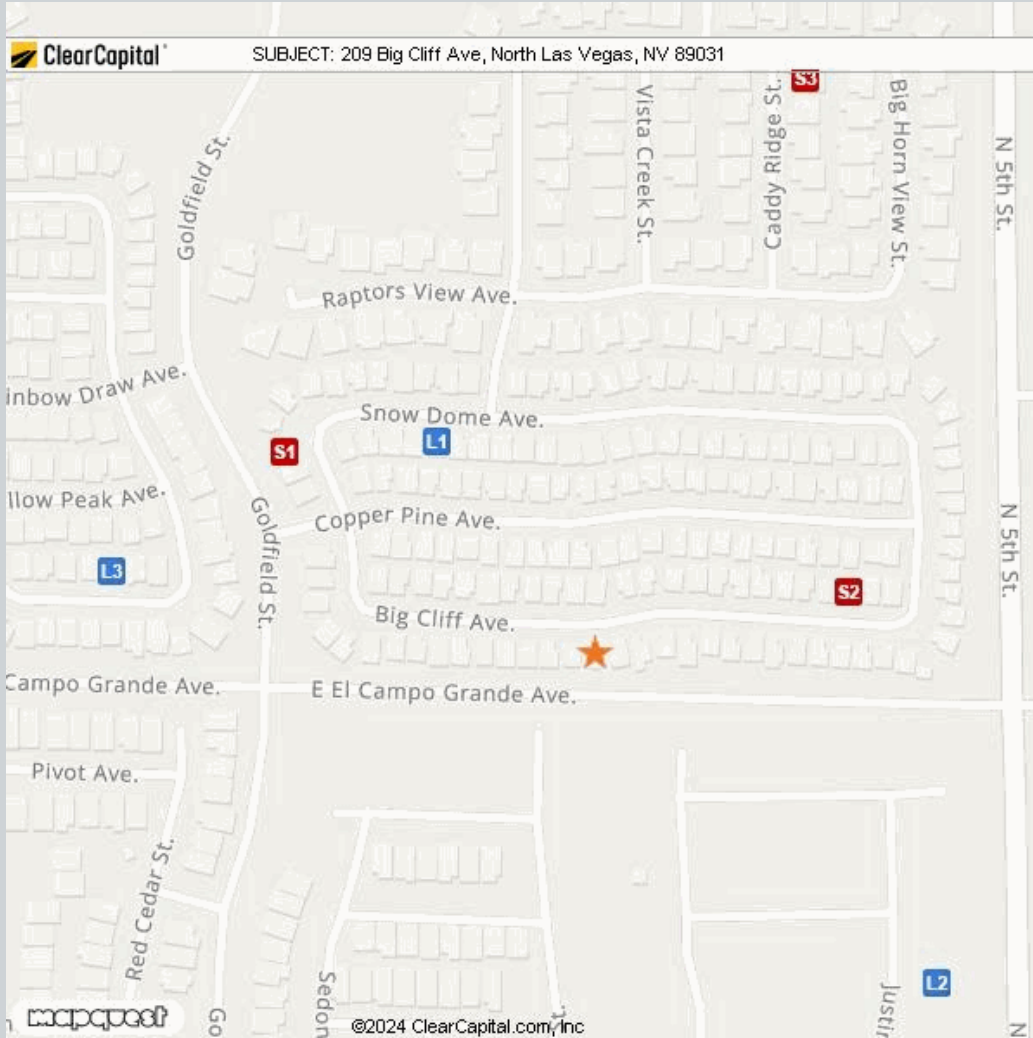 ClearCapital
SUBJECT: 209 Big Cliff Ave, North Las Vegas, NV 89031
S3
Vista Creek St.
Caddy Ridge St.
Big Horn View St.
N 5th St.
Goldfield St.
Raptors View Ave.
inbow Draw Ave.
Snow Dome Ave.
L1
S1
llow Peak Ave.
Goldfield St.
Copper Pine Ave.
N 5th St.
L3
S2
Big Cliff Ave.
Campo Grande Ave.
E El Campo Grande Ave.
Pivot Ave.
Red Cedar St.
Sedon
L2
Justin
Go
N
mapquest
©2024 ClearCapital.com, Inc